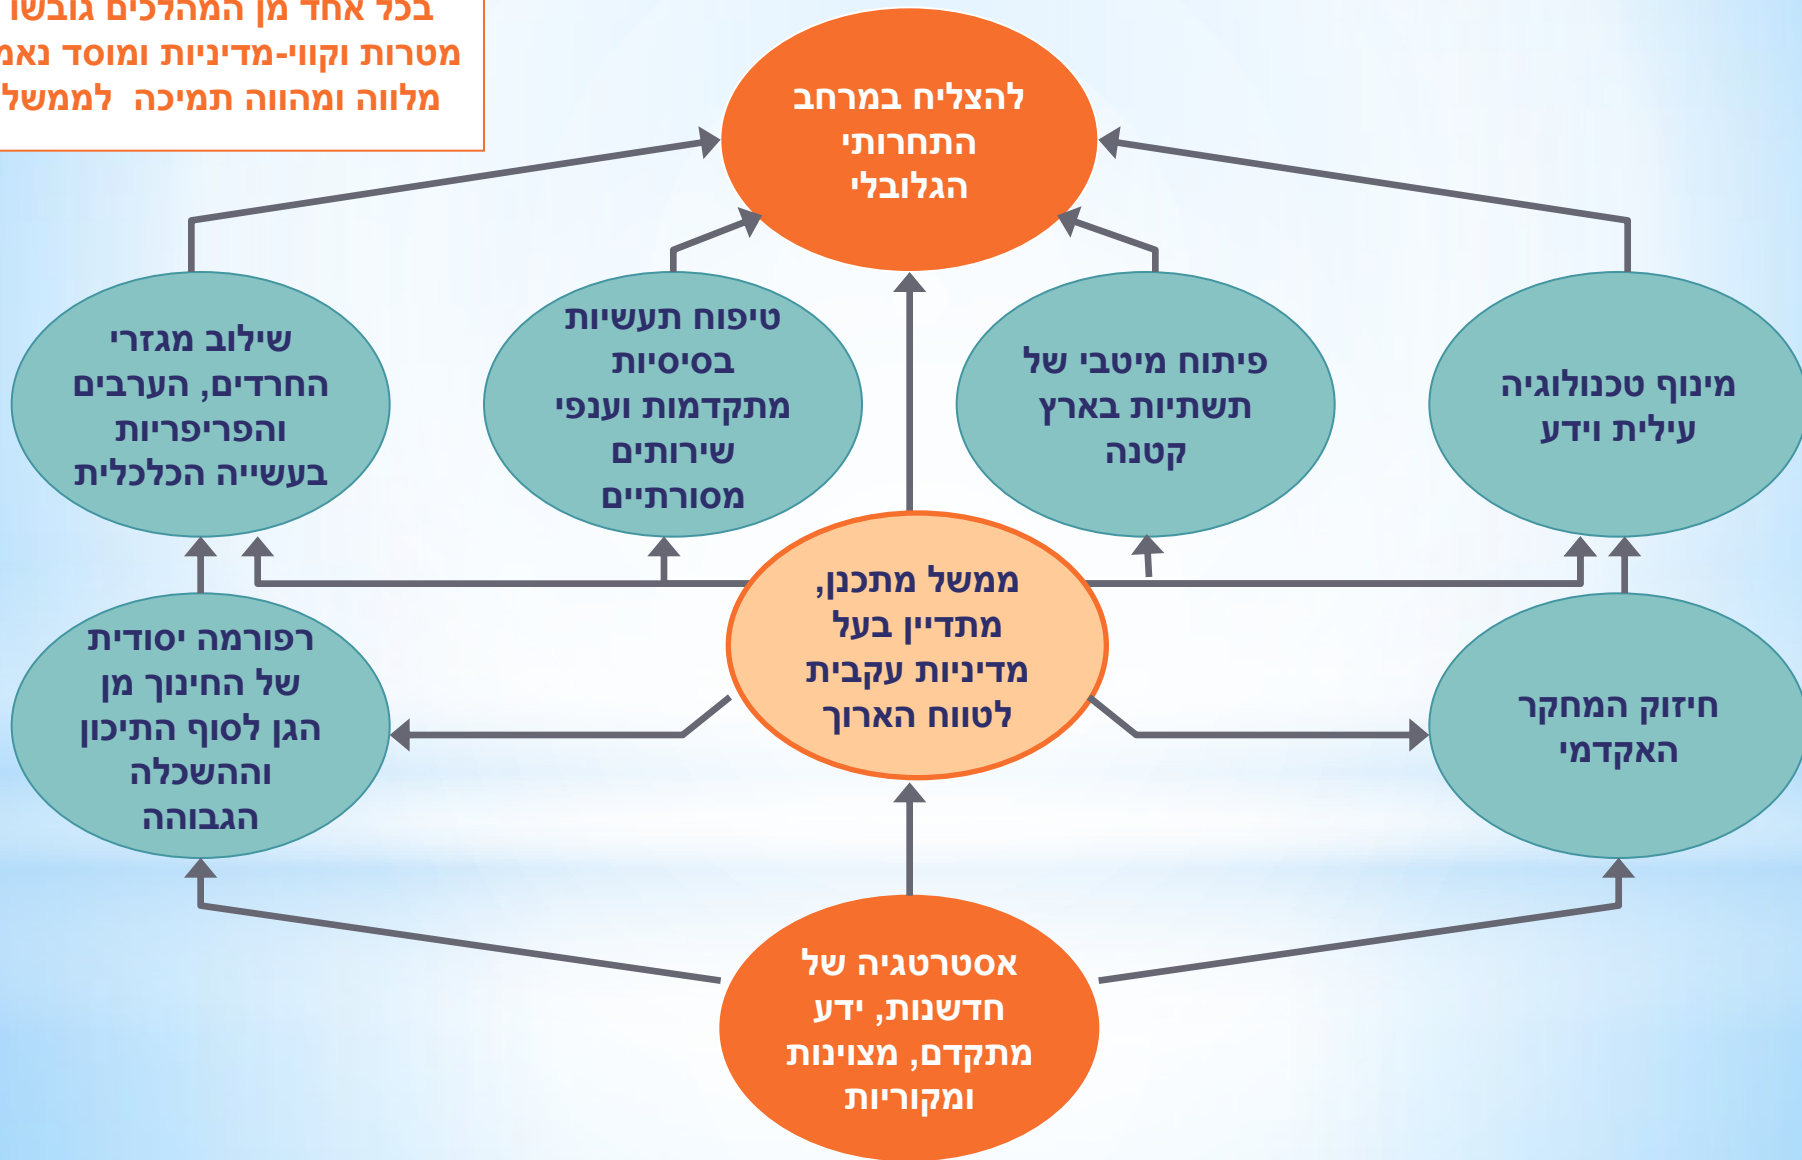 בכל אחד מן המהלכים גובשו
מטרות וקווי-מדיניות ומוסד
מלווה ומהווה תמיכה לממשל
להצליח במרחב
התחרותי
הגלובלי
מינוף טכנולוגיה
עילית וידע
פיתוח מיטבי של
תשתיות בארץ
קטנה
טיפוח תעשיות
בסיסיות
מתקדמות וענפי
שירותים
מסורתיים
שילוב מגזרי
החרדים, הערבים
והפריפריות
בעשייה הכלכלית
ממשל מתכנן,
מתדיין בעל
מדיניות עקבית
לטווח הארוך
חיזוק המחקר
האקדמי
רפורמה יסודית
של החינוך מן
הגן לסוף התיכון
וההשכלה
הגבוהה
אסטרטגיה של
חדשנות, ידע
מתקדם, מצוינות
ומקוריות